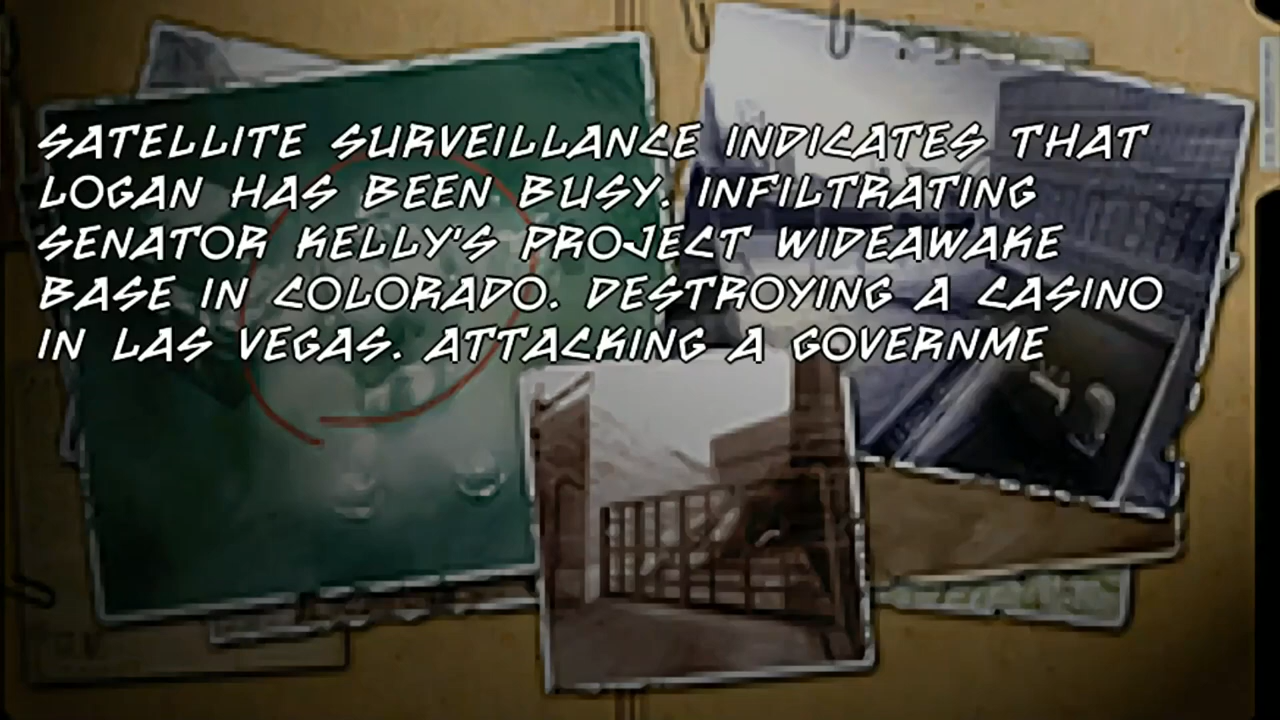 SATELLITE SURVEILLANCE INDICATES THAT
LOGAN HAS BEEN BUSY. INFILTRATING
SENATOR KELLY'S PROJECT WIDEAWAKE
BASE IN COLORADO. DESTROYING A CASINO
IN LAS VEGAS. ATTACKING A GOVERNME